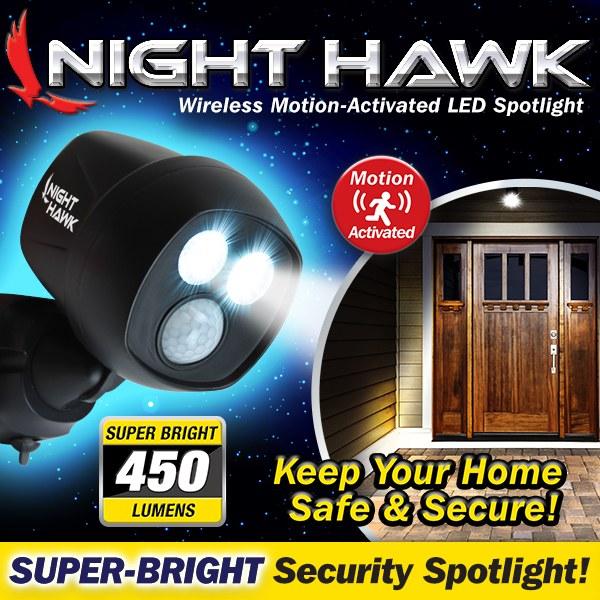 NIGHT HAWK
Wireless Motion-Activated LED Spotlight
NIGHT
HAWK
Motion
Activated
SUPER BRIGHT
450
LUMENS
Keep Your Home
Safe & Secure!
SUPER-BRIGHT Security Spotlight!